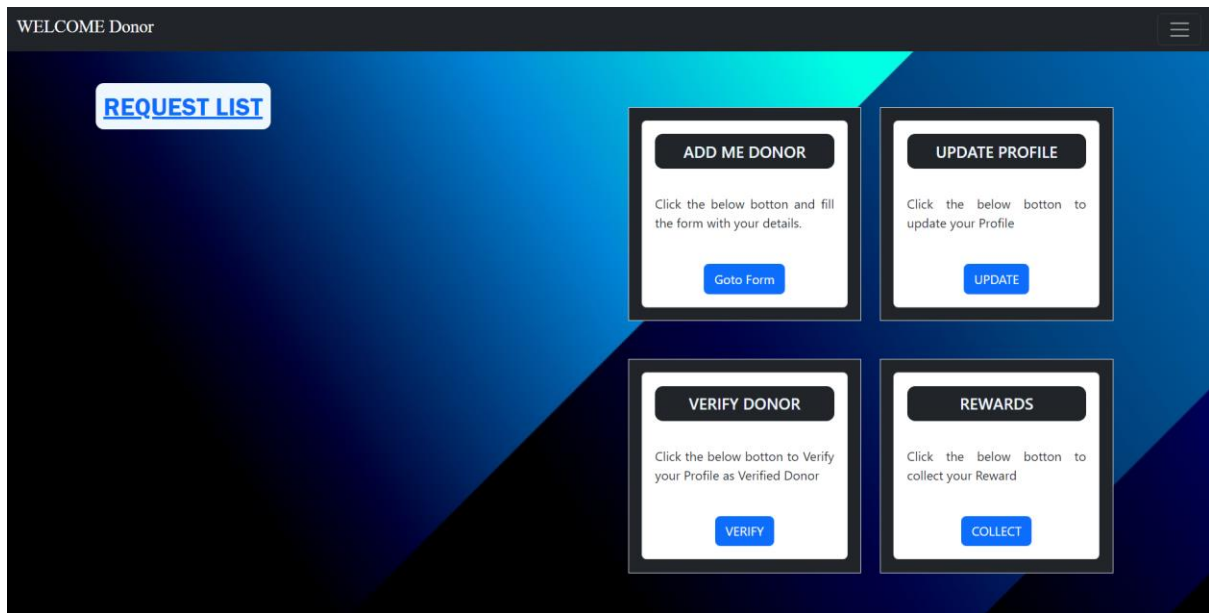 WELCOME Donor
REQUEST LIST
ADD ME DONOR
Click the below botton and fill
the form with your details.
Goto Form
UPDATE PROFILE
Click the below botton to
update your Profile
UPDATE
VERIFY DONOR
Click the below botton to Verify
your Profile as Verified Donor
VERIFY
REWARDS
Click the below botton to
collect your Reward
COLLECT